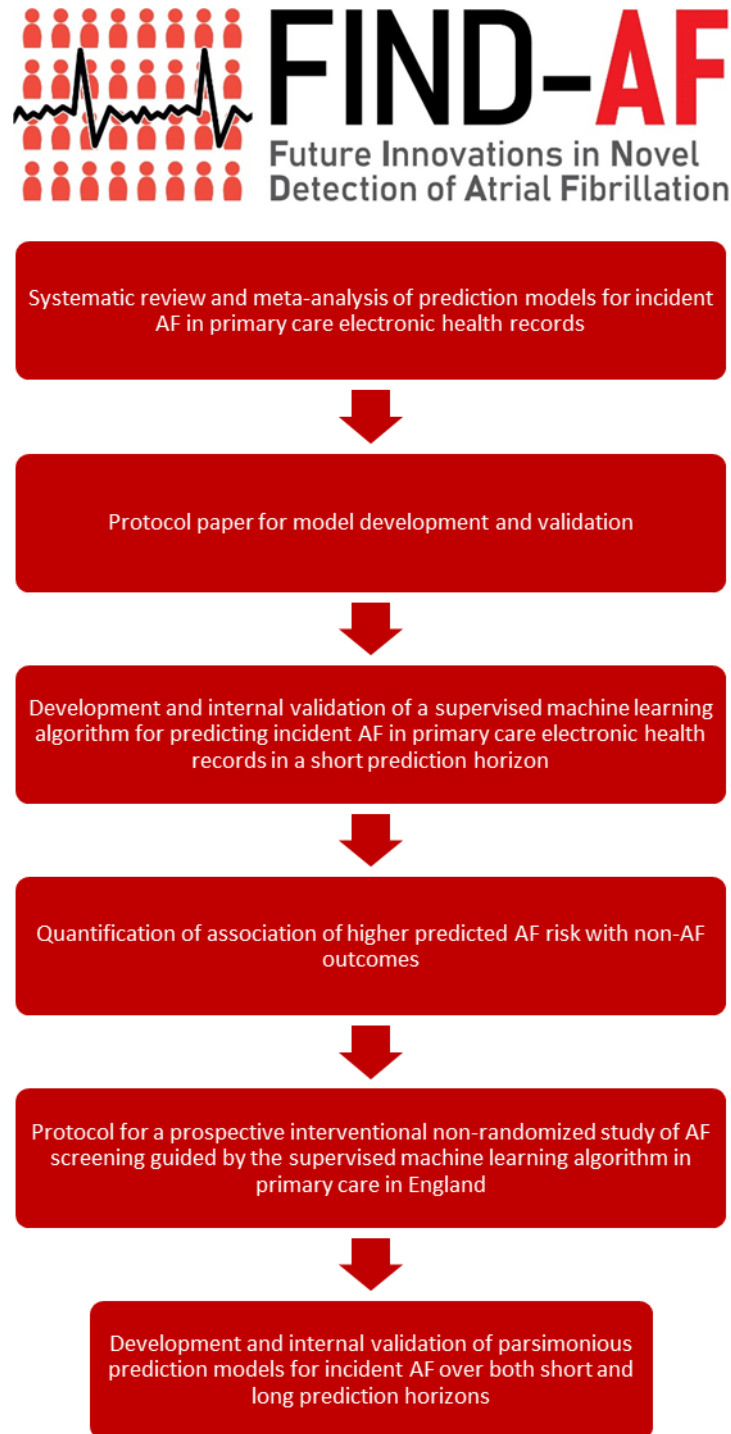 FIND-AF
Future Innovations in Novel
Detection of Atrial Fibrillation
Systematic review and meta-analysis of prediction models for incident
AF in primary care electronic health records
Protocol paper for model development and validation
Development and internal validation of a supervised machine learning
algorithm for predicting incident AF in primary care electronic health
records in a short prediction horizon
Quantification of association of higher predicted AF risk with non-AF
outcomes
Protocol for a prospective interventional non-randomized study of AF
screening guided by the supervised machine learning algorithm in
primary care in England
Development and internal validation of parsimonious
prediction models for incident AF over both short and
long prediction horizons